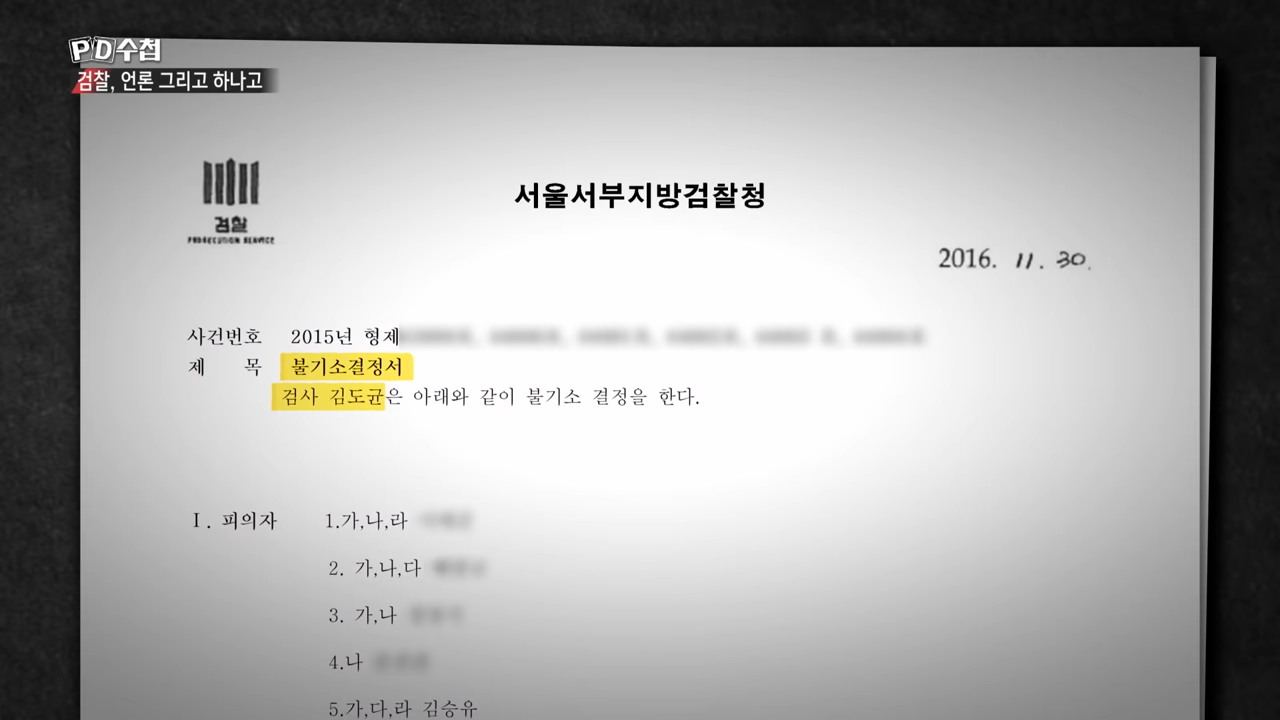 PD수첩
검찰, 언론 그리고 하나고
검찰
PROSECUTION SERVICE
서울서부지방검찰청
2016. 11. 30.
사건번호 2015년 형제
제 목 불기소결정서
검사 김도균은 아래와 같이 불기소 결정을 한다.
Ⅰ. 피의자 1.가,나,라
2. 가,나,다
3. 가,나
4.나
5.가,다,라 김승유